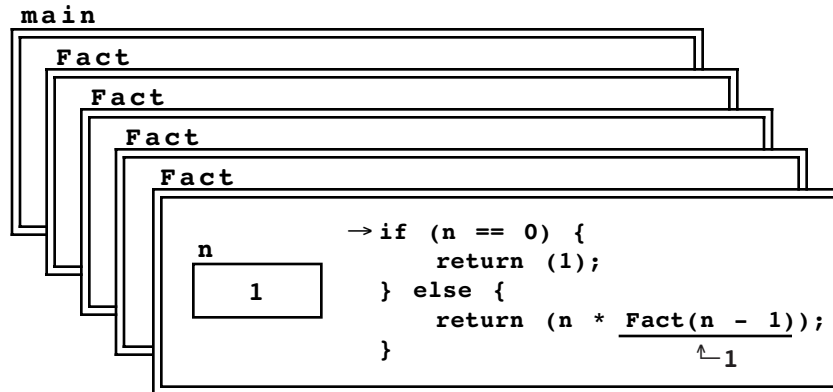 main
Fact
Fact
Fact
Fact
→ if (n == 0) {
n
return (1);
1
} else {
return (n * Fact(n - 1));
}
1